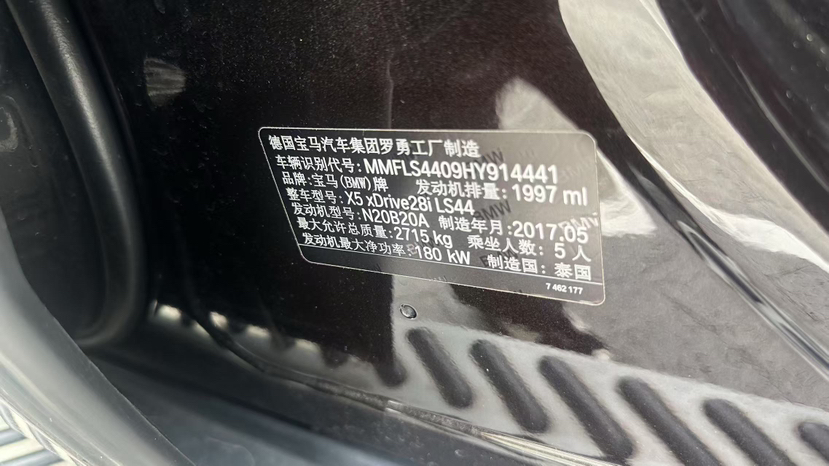 德国宝马汽车集团罗勇工厂制造
车辆识别代号: MMFLS4409HY914441
品牌: 宝马(BMW)牌 发动机排量: 1997 ml
整车型号: X5 xDrive28i LS44
发动机型号: N20B20A 制造年月: 2017.05
最大允许总质量: 2715 kg 乘坐人数: 5 人
发动机最大净功率: 180 kW 制造国: 泰国
7 462 177